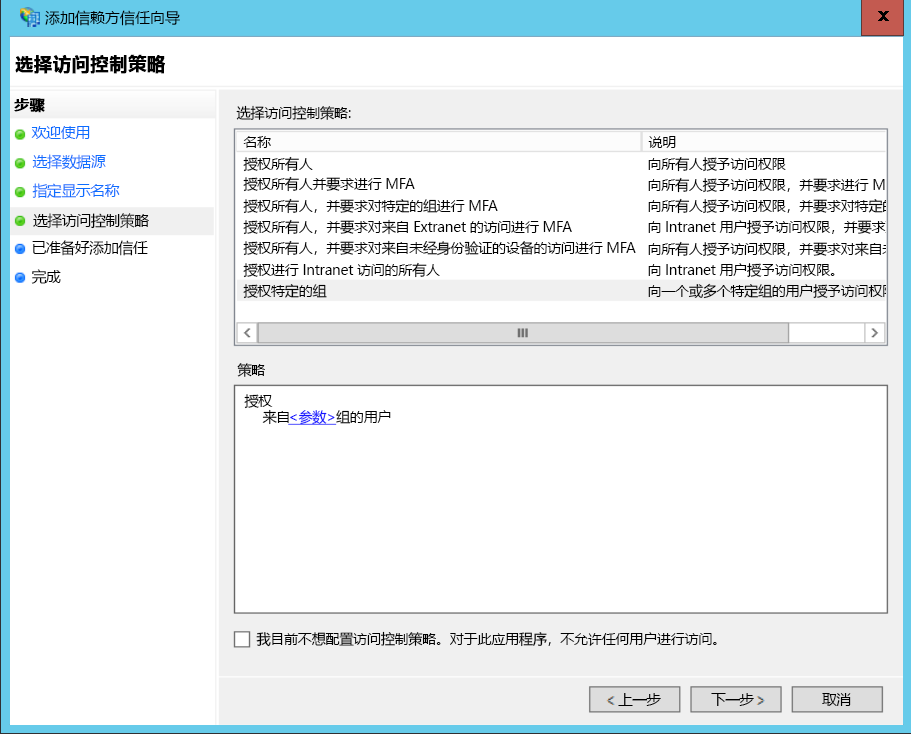 添加信赖方信任向导
选择访问控制策略
步骤
欢迎使用
选择数据源
指定显示名称
选择访问控制策略
已准备好添加信任
完成
选择访问控制策略:
名称 说明
授权所有人 向所有人授予访问权限
授权所有人并要求进行 MFA 向所有人授予访问权限，并要求进行 M
授权所有人，并要求对特定的组进行 MFA 向所有人授予访问权限，并要求对特定的
授权所有人，并要求对来自 Extranet 的访问进行 MFA 向 Intranet 用户授予访问权限，并要求
授权所有人，并要求对来自未经身份验证的设备的访问进行 MFA 向所有人授予访问权限，并要求对来自未
授权进行 Intranet 访问的所有人 向 Intranet 用户授予访问权限。
授权特定的组 向一个或多个特定组的用户授予访问权限
策略
授权
来自<参数>组的用户
我目前不想配置访问控制策略。对于此应用程序，不允许任何用户进行访问。
< 上一步 下一步 > 取消